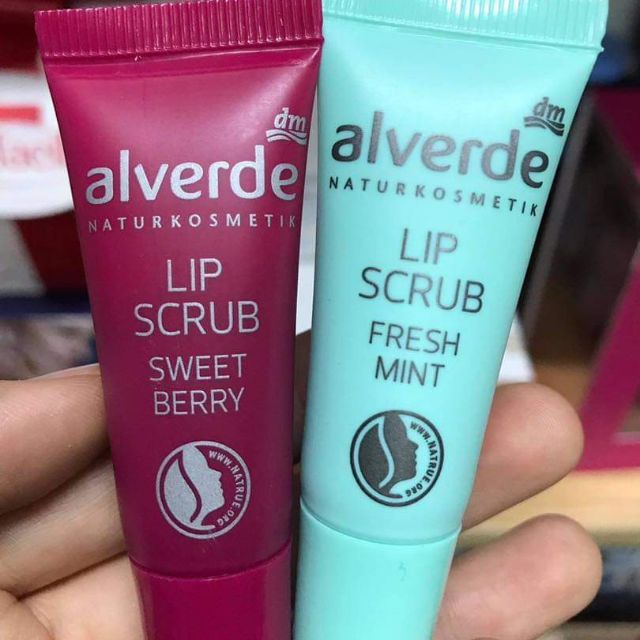 dm
alverde
NATURKOSMETIK
LIP
SCRUB
SWEET
BERRY
WWW.NATRUE.ORG
dm
alverde
NATURKOSMETIK
LIP
SCRUB
FRESH
MINT
WWW.NATRUE.ORG